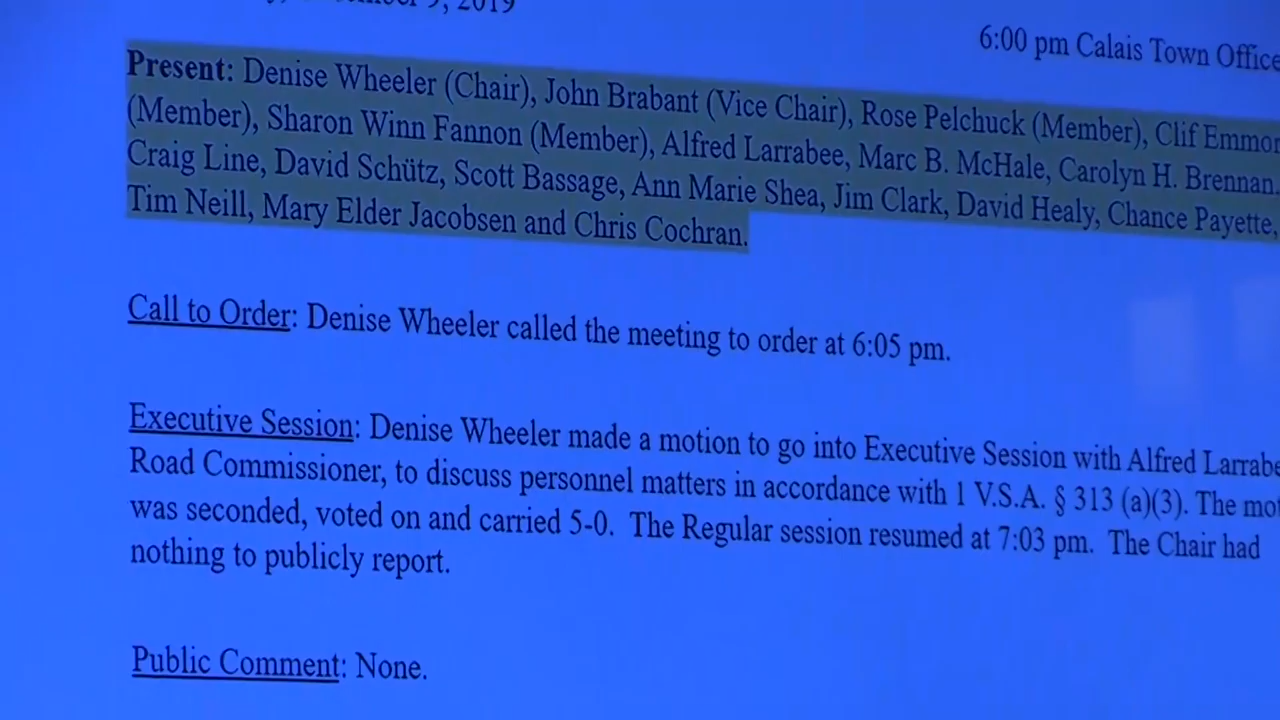 9, 2019
6:00 pm Calais Town Office
Present: Denise Wheeler (Chair), John Brabant (Vice Chair), Rose Pelchuck (Member), Clif
(Member), Sharon Winn Fannon (Member), Alfred Larrabee, Marc B. McHale, Carolyn H. Brennan,
Craig Line, David Schütz, Scott Bassage, Ann Marie Shea, Jim Clark, David Healy, Chance Payette,
Tim Neill, Mary Elder Jacobsen and Chris Cochran.
Call to Order: Denise Wheeler called the meeting to order at 6:05 pm.
Executive Session: Denise Wheeler made a motion to go into Executive Session with Alfred
Road Commissioner, to discuss personnel matters in accordance with 1 V.S.A. § 313 (a)(3). The
was seconded, voted on and carried 5-0. The Regular session resumed at 7:03 pm. The Chair had
nothing to publicly report.
Public Comment: None.